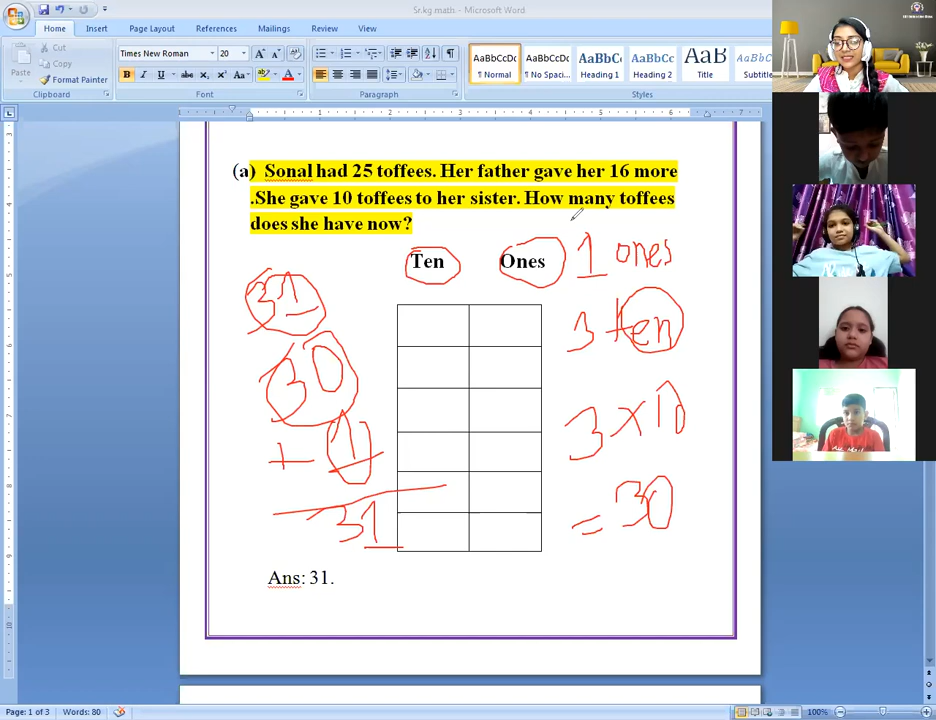 Sr.kg.math. - Microsoft Word
Home Insert Page Layout References Mailings Review View
Cut
Copy
Paste
Format Painter
Clipboard
Times New Roman 20
Font
Paragraph
AaBbCcDc AaBbCcDc AaBbC AaBbCc AaB AaBbCc
¶ Normal ¶ No Spaci... Heading 1 Heading 2 Title Subtitle
Styles
(a) Sonal had 25 toffees. Her father gave her 16 more
.She gave 10 toffees to her sister. How many toffees
does she have now?
Ten Ones 1 ones
31 3 ten
30 3 x 10
+ 1
31 = 30
Ans: 31.
Page: 1 of 3 Words: 80 100%